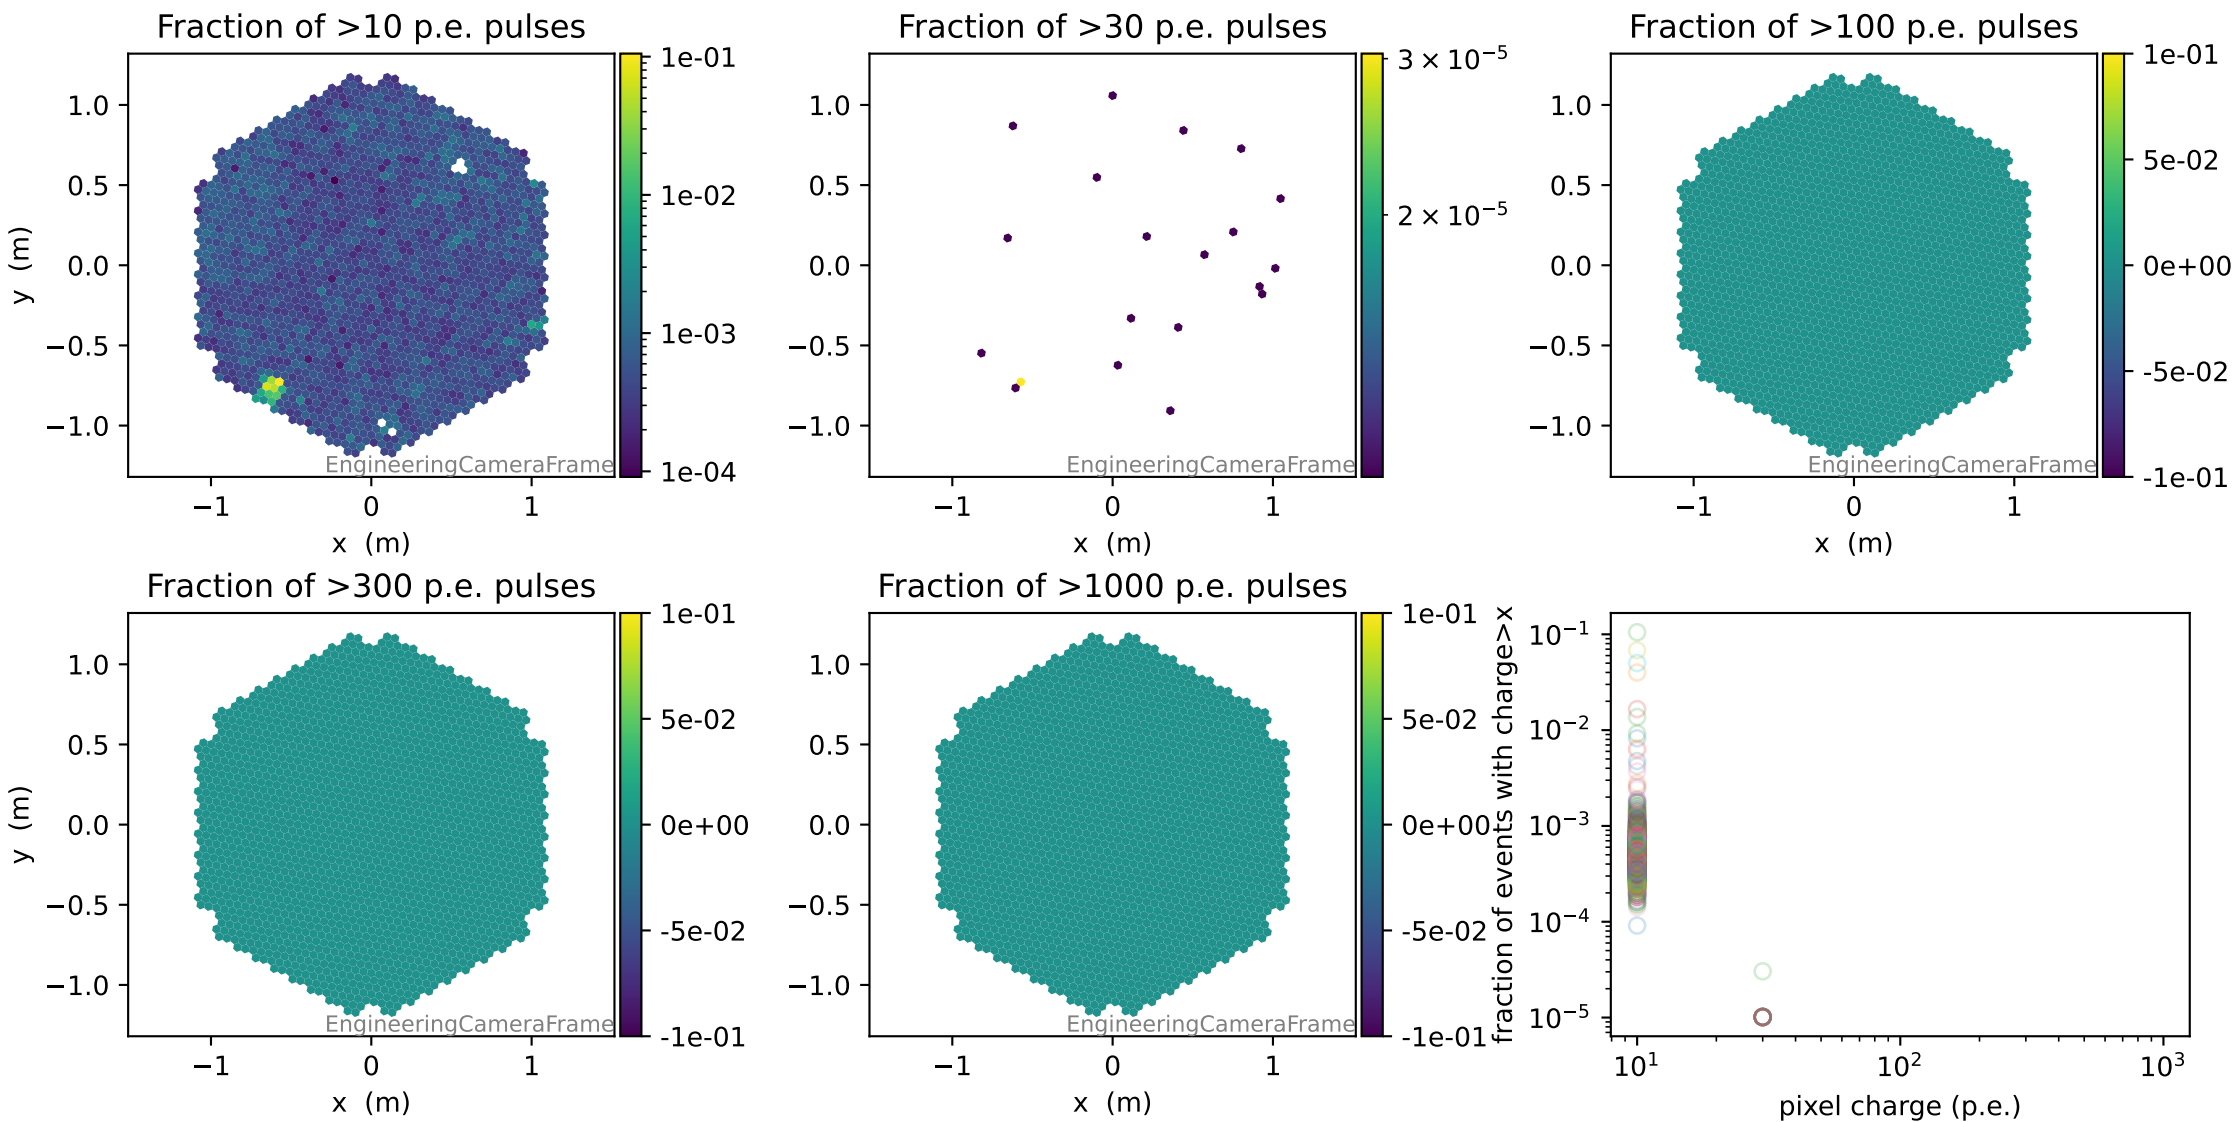 Fraction of >10 p.e. pulses
1.0
0.5
0.0
−0.5
−1.0
y (m)
−1
0
1
x (m)
EngineeringCameraFrame
1e-01
1e-02
1e-03
1e-04
Fraction of >30 p.e. pulses
1.0
0.5
0.0
−0.5
−1.0
−1
0
1
x (m)
EngineeringCameraFrame
3 × 10⁻⁵
2 × 10⁻⁵
Fraction of >100 p.e. pulses
1.0
0.5
0.0
−0.5
−1.0
−1
0
1
x (m)
EngineeringCameraFrame
1e-01
5e-02
0e+00
-5e-02
-1e-01
Fraction of >300 p.e. pulses
1.0
0.5
0.0
−0.5
−1.0
y (m)
−1
0
1
x (m)
EngineeringCameraFrame
1e-01
5e-02
0e+00
-5e-02
-1e-01
Fraction of >1000 p.e. pulses
1.0
0.5
0.0
−0.5
−1.0
−1
0
1
x (m)
EngineeringCameraFrame
1e-01
5e-02
0e+00
-5e-02
-1e-01
fraction of events with charge>x
10⁻¹
10⁻²
10⁻³
10⁻⁴
10⁻⁵
10¹
10²
10³
pixel charge (p.e.)